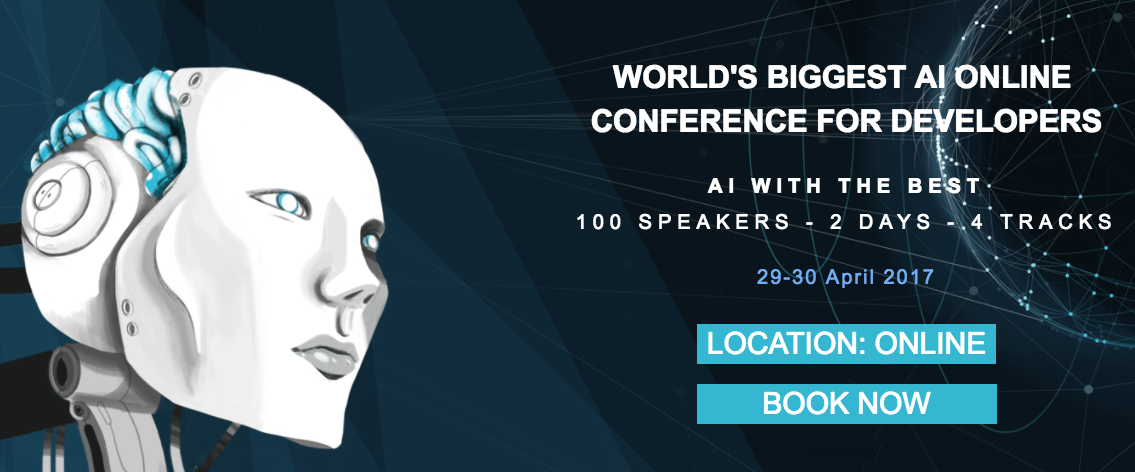 WORLD'S BIGGEST AI ONLINE
CONFERENCE FOR DEVELOPERS
AI WITH THE BEST
100 SPEAKERS - 2 DAYS - 4 TRACKS
29-30 April 2017
LOCATION: ONLINE
BOOK NOW